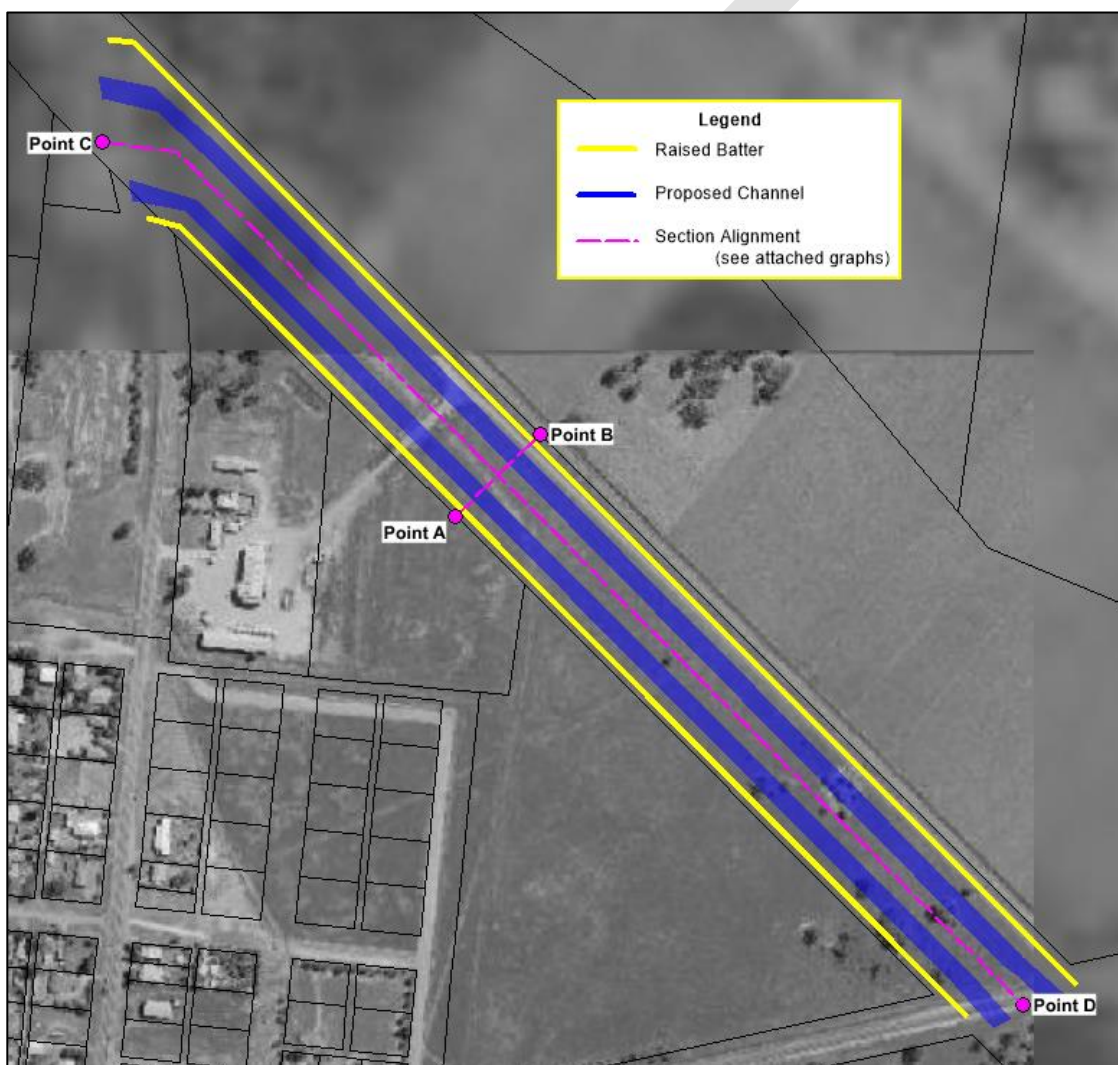 Legend
Raised Batter
Proposed Channel
Section Alignment
(see attached graphs)
Point C
Point B
Point A
Point D